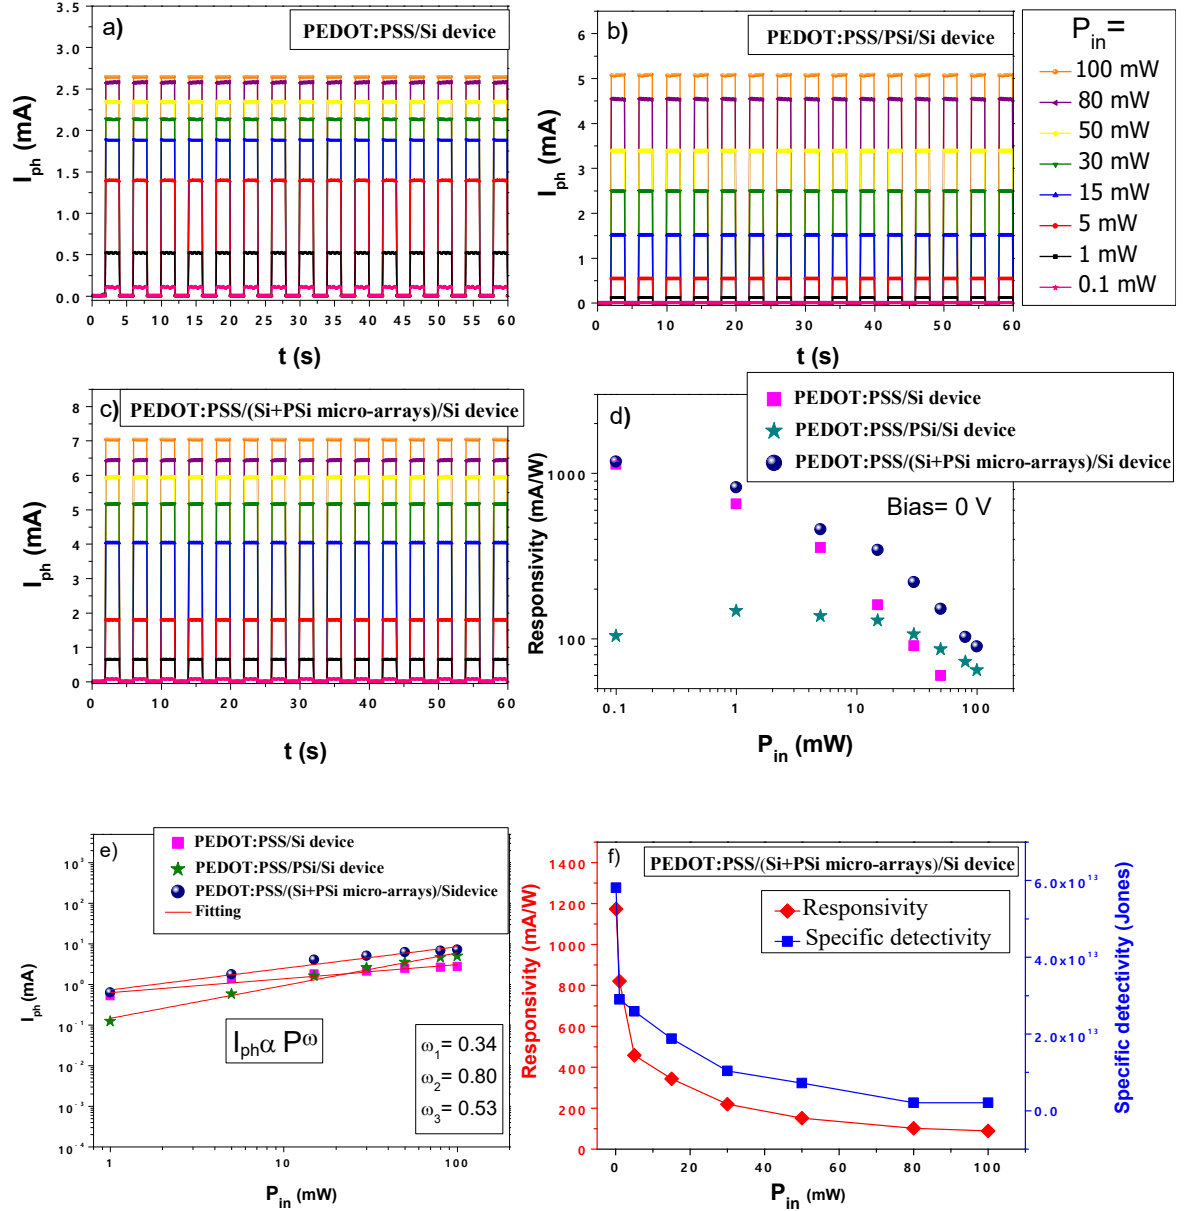 a)
PEDOT:PSS/Si device
3.5
3.0
2.5
2.0
1.5
1.0
0.5
0.0
I_ph (mA)
0 5 10 15 20 25 30 35 40 45 50 55 60
t (s)
b)
PEDOT:PSS/PSi/Si device
6
5
4
3
2
1
0
I_ph (mA)
0 10 20 30 40 50 60
t (s)
P_in=
100 mW
80 mW
50 mW
30 mW
15 mW
5 mW
1 mW
0.1 mW
c)
PEDOT:PSS/(Si+PSi micro-arrays)/Si device
8
7
6
5
4
3
2
1
0
I_ph (mA)
0 5 10 15 20 25 30 35 40 45 50 55 60
t (s)
d)
PEDOT:PSS/Si device
PEDOT:PSS/PSi/Si device
PEDOT:PSS/(Si+PSi micro-arrays)/Si device
Bias= 0 V
1000
100
Responsivity (mA/W)
0.1 1 10 100
P_in (mW)
e)
PEDOT:PSS/Si device
PEDOT:PSS/PSi/Si device
PEDOT:PSS/(Si+PSi micro-arrays)/Sidevice
Fitting
10^3
10^2
10^1
10^0
10^-1
10^-2
10^-3
10^-4
I_ph (mA)
I_phα P^ω
ω_1= 0.34
ω_2= 0.80
ω_3= 0.53
1 10 100
P_in (mW)
f)
PEDOT:PSS/(Si+PSi micro-arrays)/Si device
Responsivity
Specific detectivity
1400
1200
1000
800
600
400
200
0
Responsivity (mA/W)
6.0x10^13
4.0x10^13
2.0x10^13
0.0
Specific detectivity (Jones)
0 20 40 60 80 100
P_in (mW)